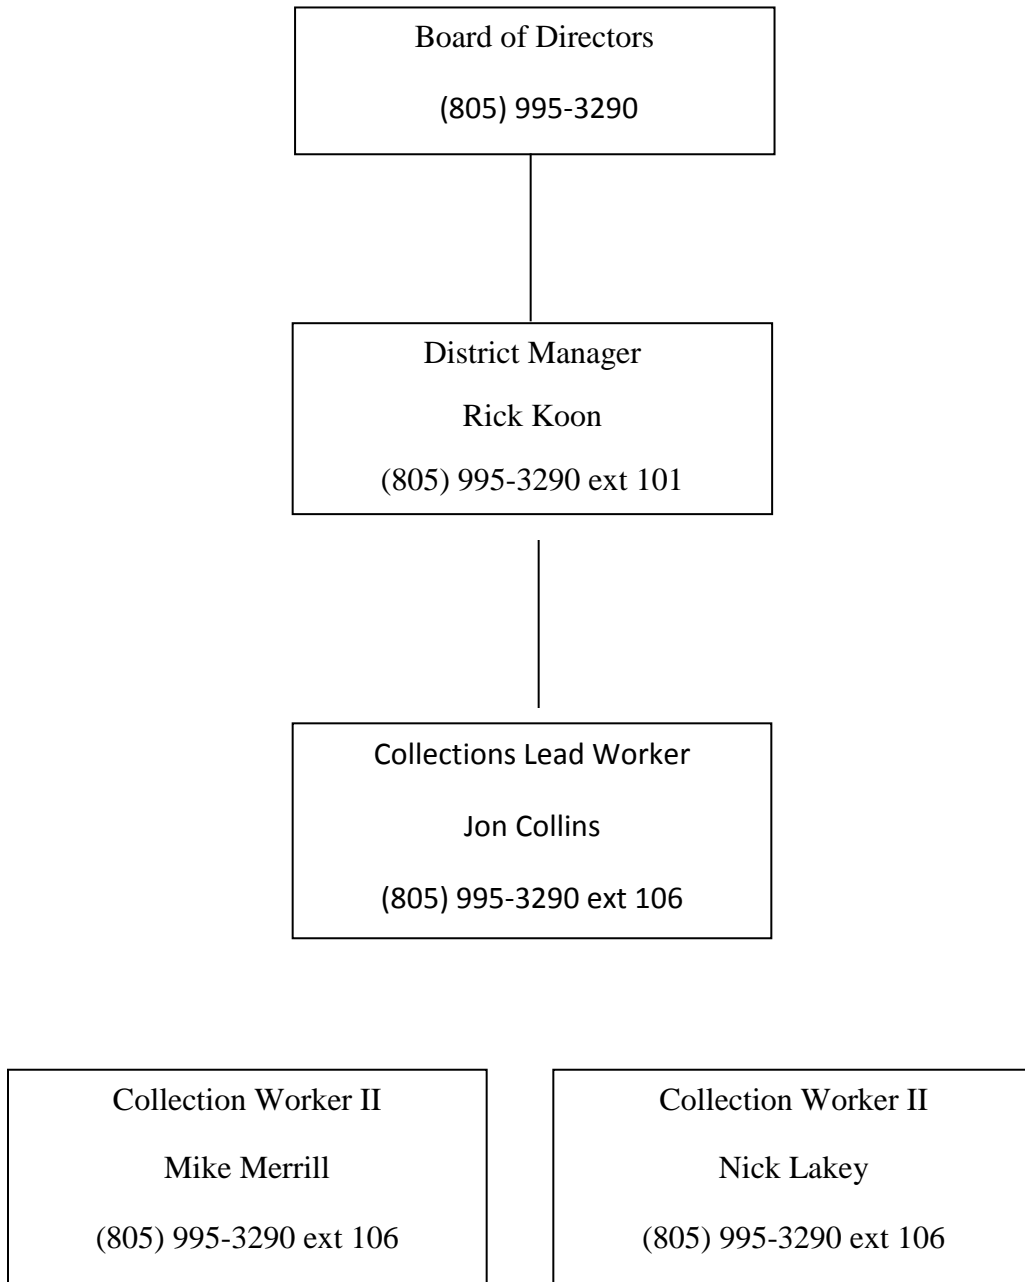 Board of Directors
(805) 995-3290
District Manager
Rick Koon
(805) 995-3290 ext 101
Collections Lead Worker
Jon Collins
(805) 995-3290 ext 106
Collection Worker II
Mike Merrill
(805) 995-3290 ext 106
Collection Worker II
Nick Lakey
(805) 995-3290 ext 106